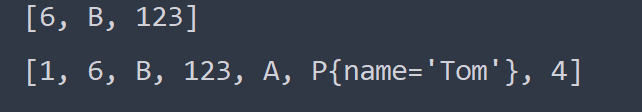 [6, B, 123]
[1, 6, B, 123, A, P{name='Tom'}, 4]